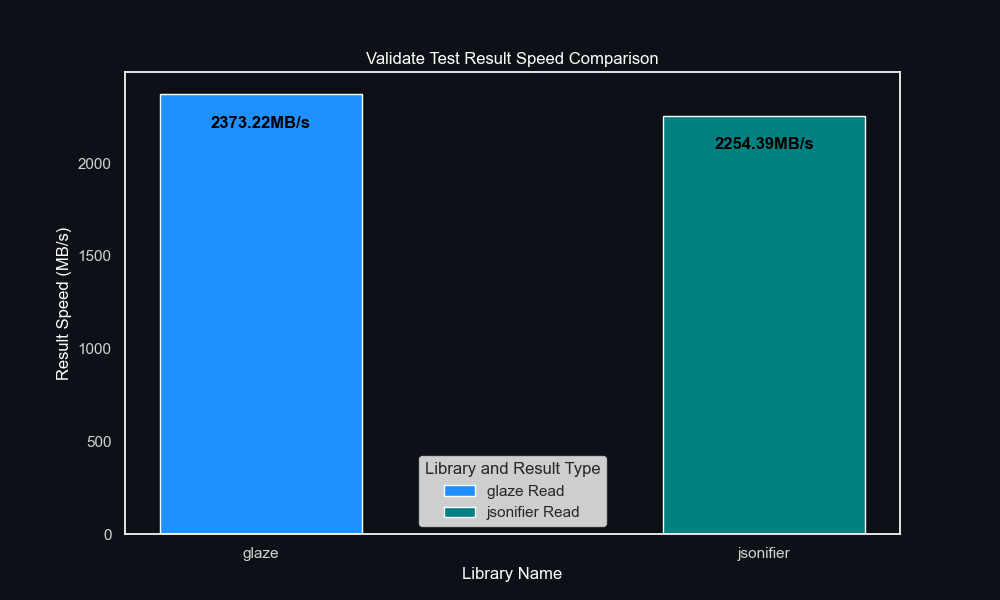 Validate Test Result Speed Comparison
2373.22MB/s
2254.39MB/s
2000
1500
1000
500
0
Result Speed (MB/s)
Library and Result Type
glaze Read
jsonifier Read
glaze
jsonifier
Library Name